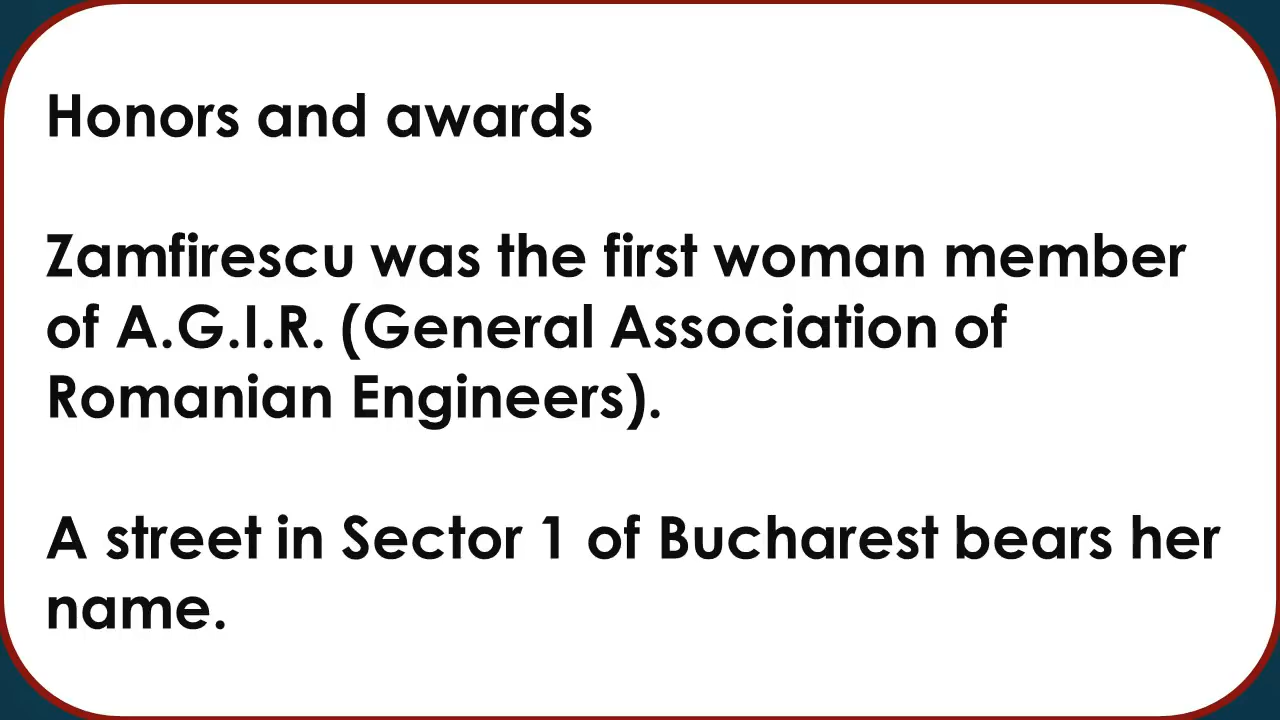 Honors and awards
Zamfirescu was the first woman member
of A.G.I.R. (General Association of
Romanian Engineers).
A street in Sector 1 of Bucharest bears her
name.